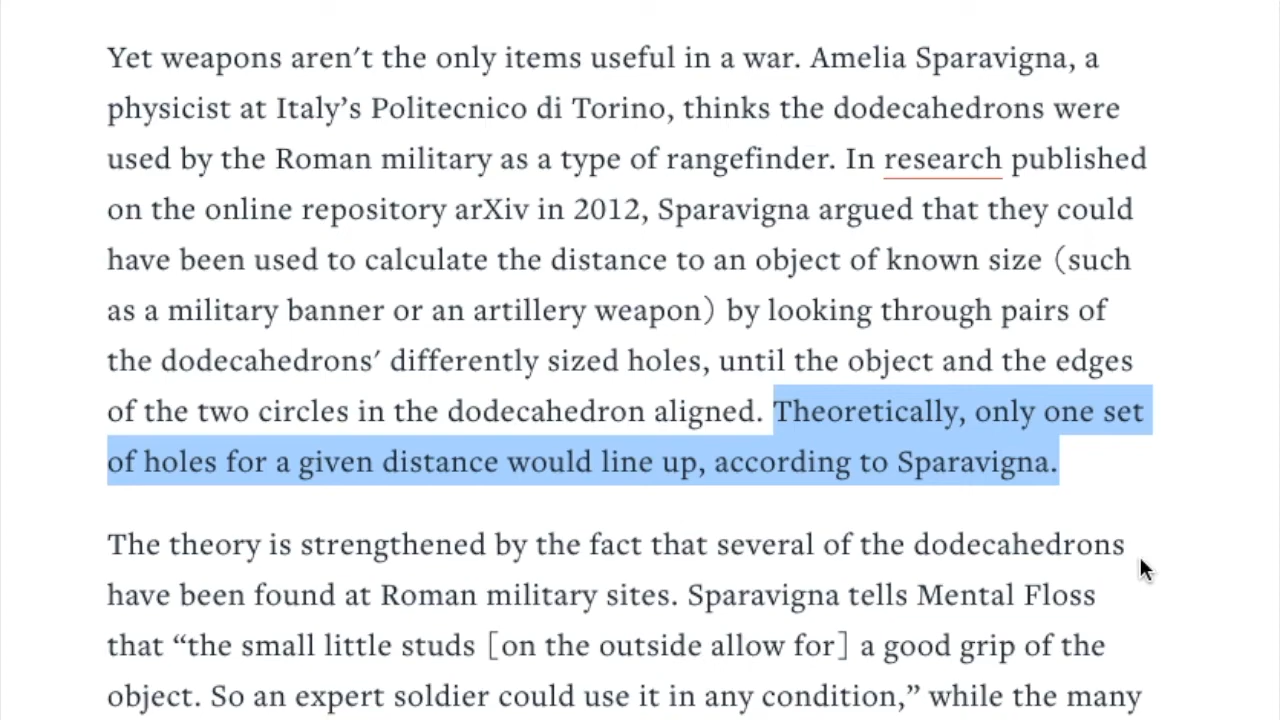 Yet weapons aren′t the only items useful in a war. Amelia Sparavigna, a
physicist at Italy’s Politecnico di Torino, thinks the dodecahedrons were
used by the Roman military as a type of rangefinder. In research published
on the online repository arXiv in 2012, Sparavigna argued that they could
have been used to calculate the distance to an object of known size (such
as a military banner or an artillery weapon) by looking through pairs of
the dodecahedrons′ differently sized holes, until the object and the edges
of the two circles in the dodecahedron aligned. Theoretically, only one set
of holes for a given distance would line up, according to Sparavigna.
The theory is strengthened by the fact that several of the dodecahedrons
have been found at Roman military sites. Sparavigna tells Mental Floss
that “the small little studs [on the outside allow for] a good grip of the
object. So an expert soldier could use it in any condition,” while the many